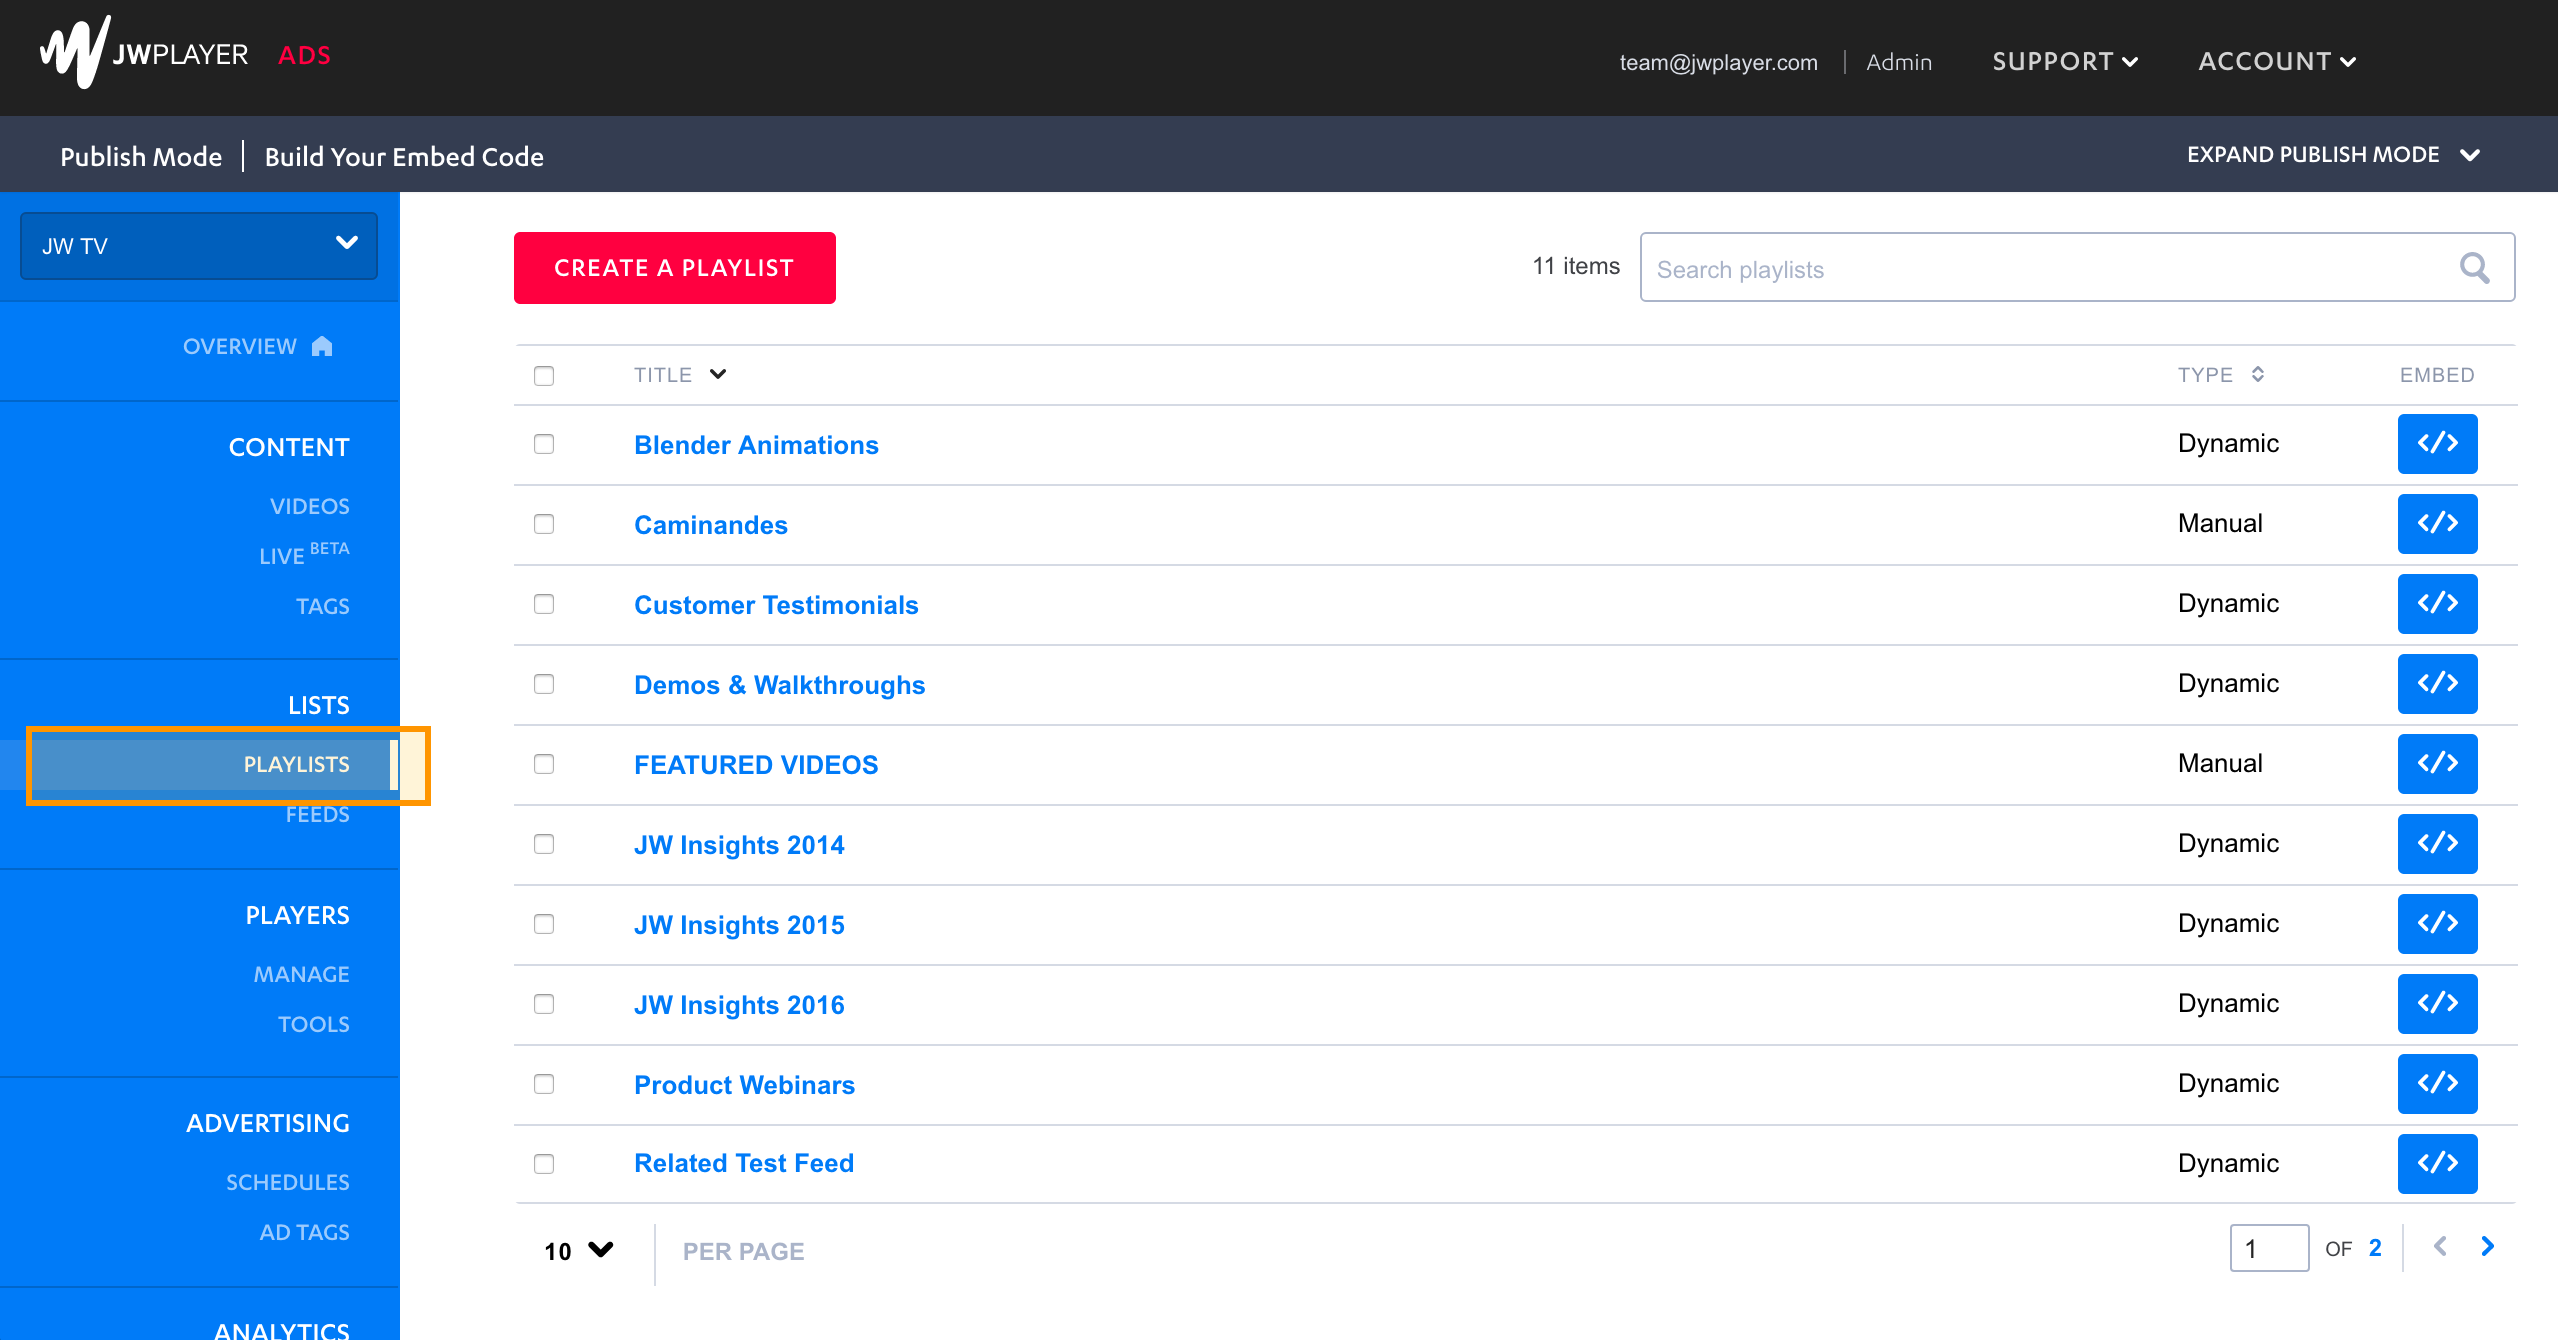 JWPLAYER ADS
team@jwplayer.com | Admin SUPPORT ACCOUNT
Publish Mode | Build Your Embed Code EXPAND PUBLISH MODE
JW TV
OVERVIEW
CONTENT
VIDEOS
LIVE BETA
TAGS
LISTS
PLAYLISTS
FEEDS
PLAYERS
MANAGE
TOOLS
ADVERTISING
SCHEDULES
AD TAGS
ANALYTICS
CREATE A PLAYLIST 11 items Search playlists
TITLE TYPE EMBED
Blender Animations Dynamic </>
Caminandes Manual </>
Customer Testimonials Dynamic </>
Demos & Walkthroughs Dynamic </>
FEATURED VIDEOS Manual </>
JW Insights 2014 Dynamic </>
JW Insights 2015 Dynamic </>
JW Insights 2016 Dynamic </>
Product Webinars Dynamic </>
Related Test Feed Dynamic </>
10 PER PAGE 1 OF 2